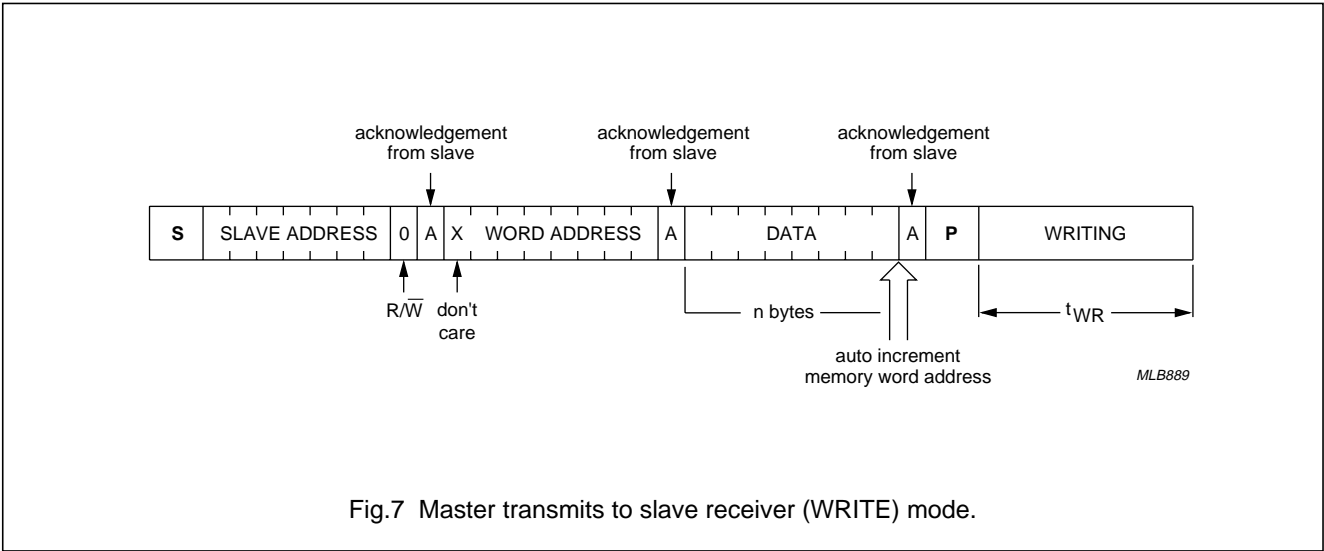 acknowledgement
from slave
acknowledgement
from slave
acknowledgement
from slave
S SLAVE ADDRESS 0 A X WORD ADDRESS A DATA A P WRITING
R/W̅
don't
care
n bytes
tWR
auto increment
memory word address
MLB889
Fig.7 Master transmits to slave receiver (WRITE) mode.